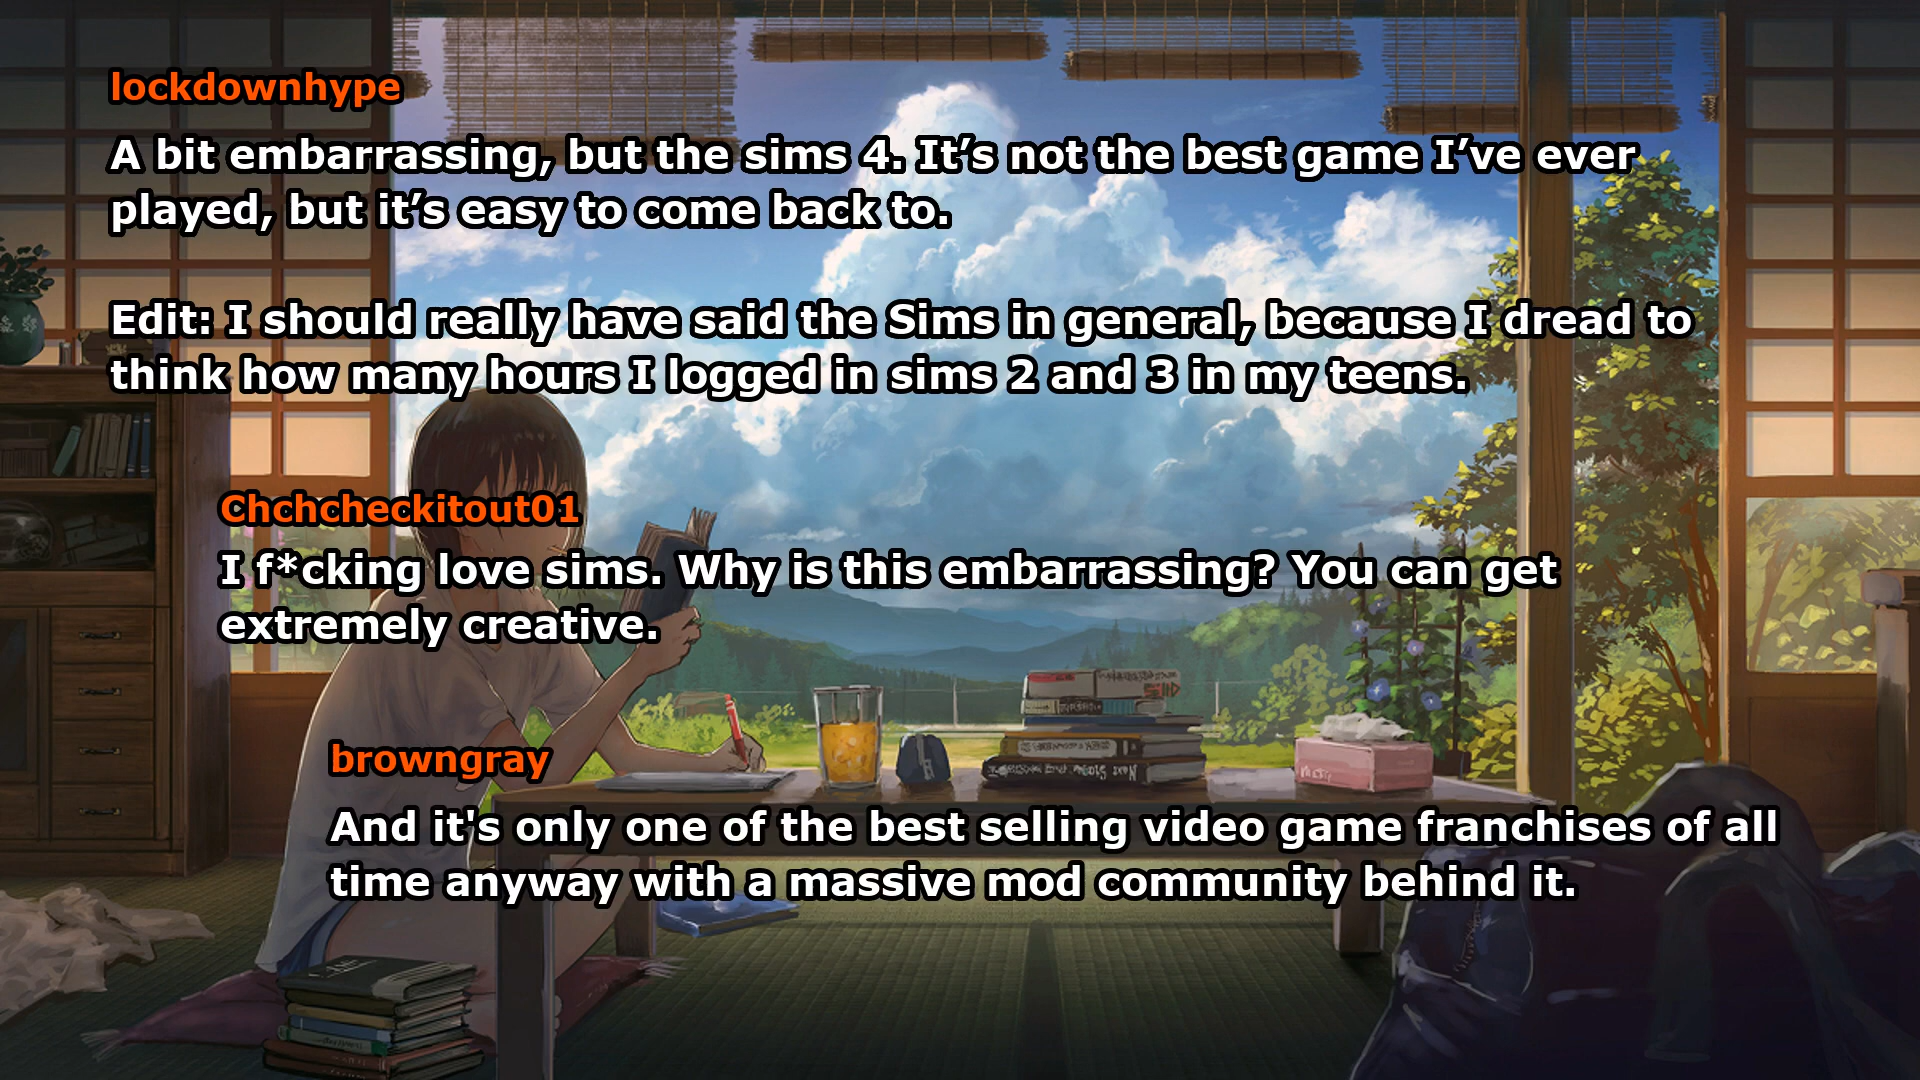 lockdownhype
A bit embarrassing, but the sims 4. It’s not the best game I’ve ever
played, but it’s easy to come back to.
Edit: I should really have said the Sims in general, because I dread to
think how many hours I logged in sims 2 and 3 in my teens.
Chchcheckitout01
I f*cking love sims. Why is this embarrassing? You can get
extremely creative.
browngray
And it's only one of the best selling video game franchises of all
time anyway with a massive mod community behind it.